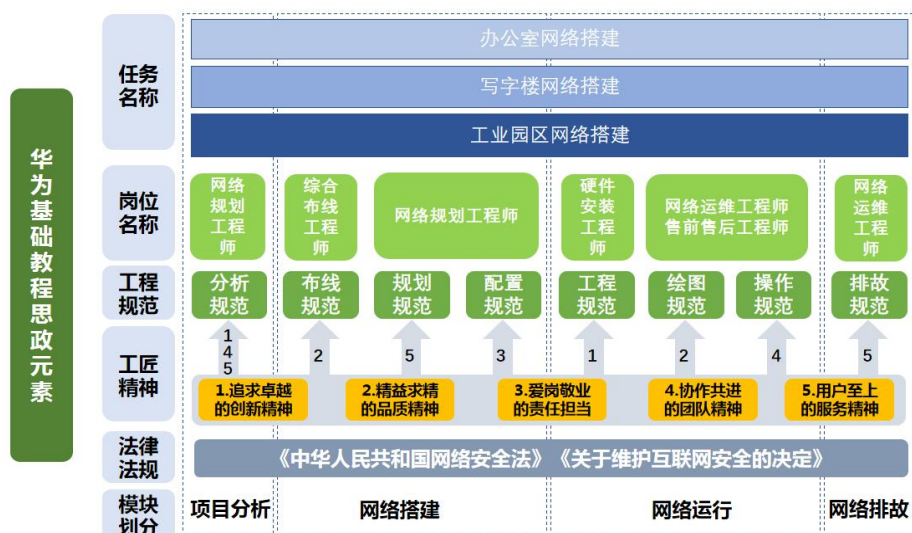 华为基础教程思政元素
任务
名称
办公室网络搭建
写字楼网络搭建
工业园区网络搭建
岗位
名称
网络
规划
工程
师
综合
布线
工程
师
网络规划工程师
硬件
安装
工程
师
网络运维工程师
售前售后工程师
网络
运维
工程
师
工程
规范
分析
规范
布线
规范
规划
规范
配置
规范
工程
规范
绘图
规范
操作
规范
排故
规范
工匠
精神
1
4
5
2
5
3
1
2
4
5
1.追求卓越
的创新精神
2.精益求精
的品质精神
3.爱岗敬业
的责任担当
4.协作共进
的团队精神
5.用户至上
的服务精神
法律
法规
《中华人民共和国网络安全法》《关于维护互联网安全的决定》
模块
划分
项目分析
网络搭建
网络运行
网络排故